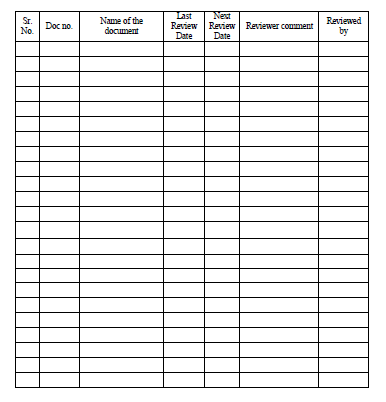 Sr.
No.
Doc no.
Name of the
document
Last
Review
Date
Next
Review
Date
Reviewer comment
Reviewed
by